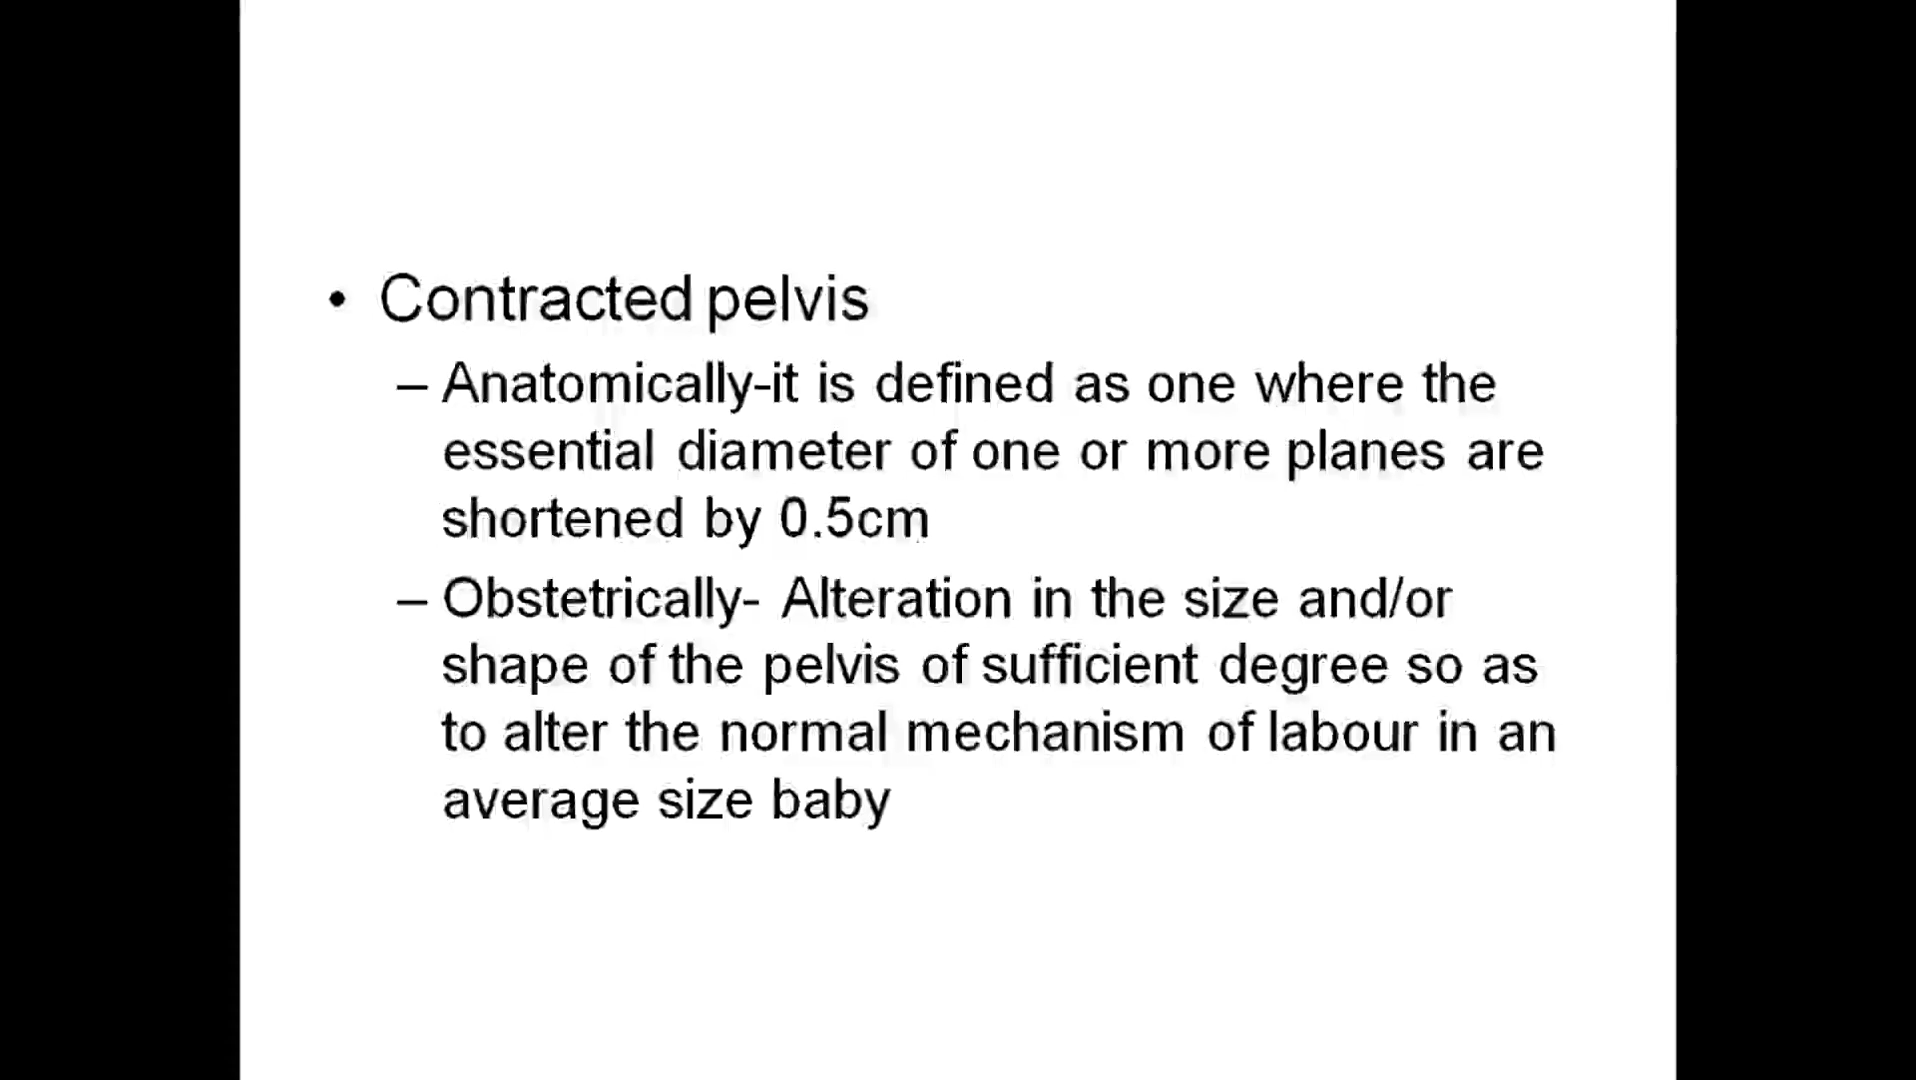 • Contracted pelvis
– Anatomically-it is defined as one where the
essential diameter of one or more planes are
shortened by 0.5cm
– Obstetrically- Alteration in the size and/or
shape of the pelvis of sufficient degree so as
to alter the normal mechanism of labour in an
average size baby